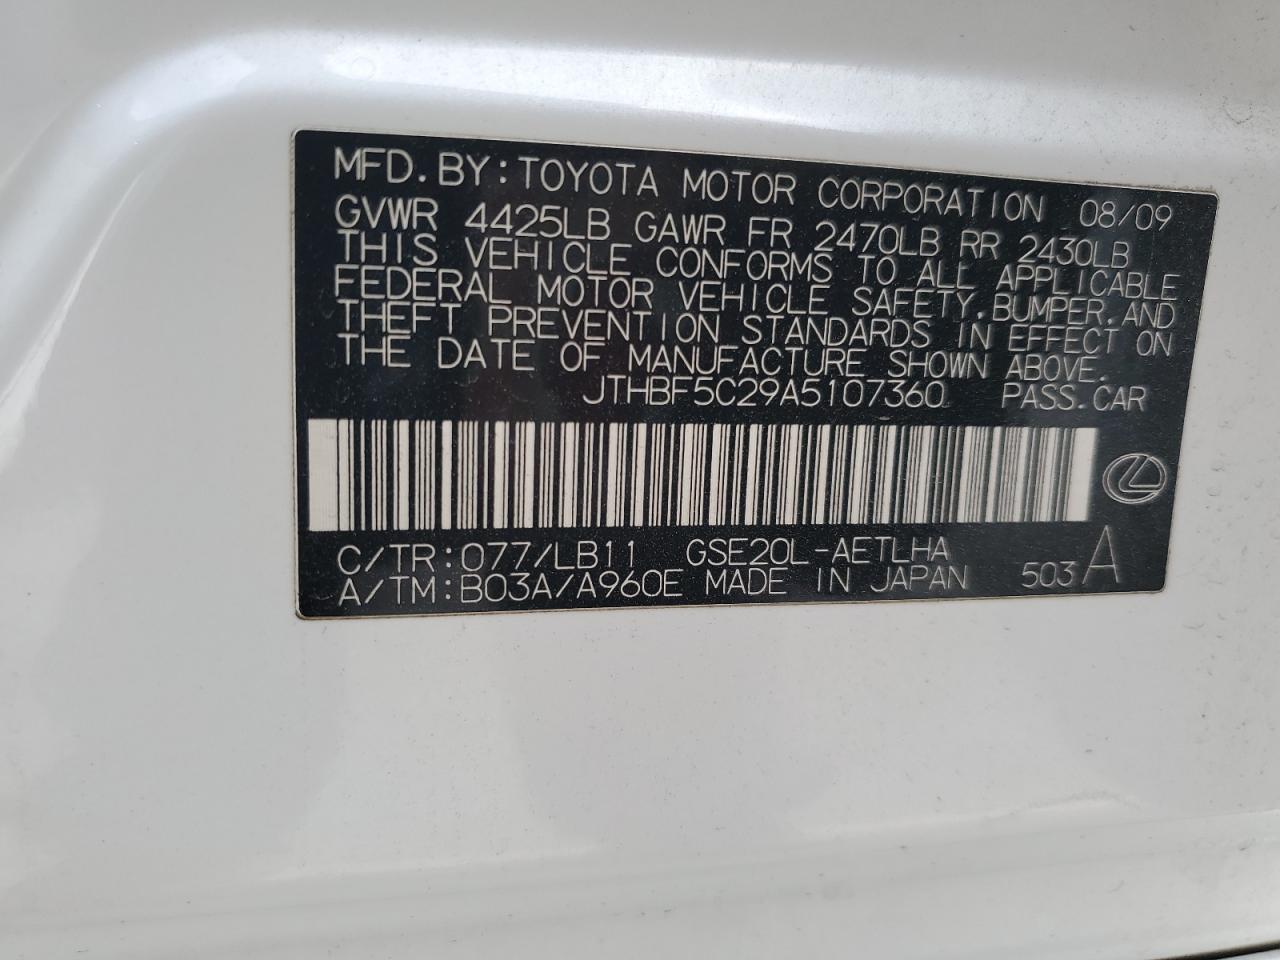 MFD. BY: TOYOTA MOTOR CORPORATION 08/09
GVWR 4425LB GAWR FR 2470LB RR 2430LB
THIS VEHICLE CONFORMS TO ALL APPLICABLE
FEDERAL MOTOR VEHICLE SAFETY, BUMPER, AND
THEFT PREVENTION STANDARDS IN EFFECT ON
THE DATE OF MANUFACTURE SHOWN ABOVE.
JTHBF5C29A5107360 PASS. CAR
C/TR: 077/LB11 GSE20L-AETLHA
A/TM: B03A/A960E MADE IN JAPAN 503 A